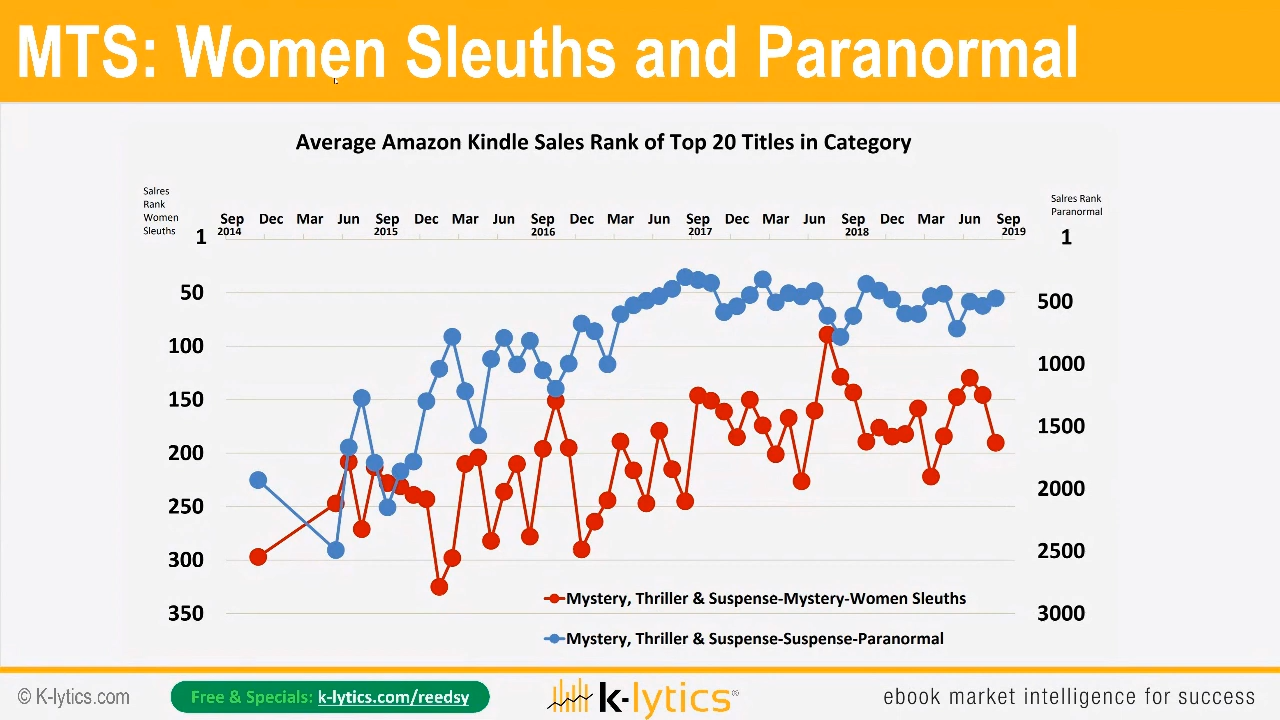 MTS: Women Sleuths and Paranormal
Average Amazon Kindle Sales Rank of Top 20 Titles in Category
Salres
Rank
Women
Sleuths
Salres Rank
Paranormal
Sep Dec Mar Jun Sep Dec Mar Jun Sep Dec Mar Jun Sep Dec Mar Jun Sep Dec Mar Jun Sep
2014 2015 2016 2017 2018 2019
1 1
50 500
100 1000
150 1500
200 2000
250 2500
300 3000
350
Mystery, Thriller & Suspense-Mystery-Women Sleuths
Mystery, Thriller & Suspense-Suspense-Paranormal
© K-lytics.com
Free & Specials: k-lytics.com/reedsy
k-lytics®
ebook market intelligence for success